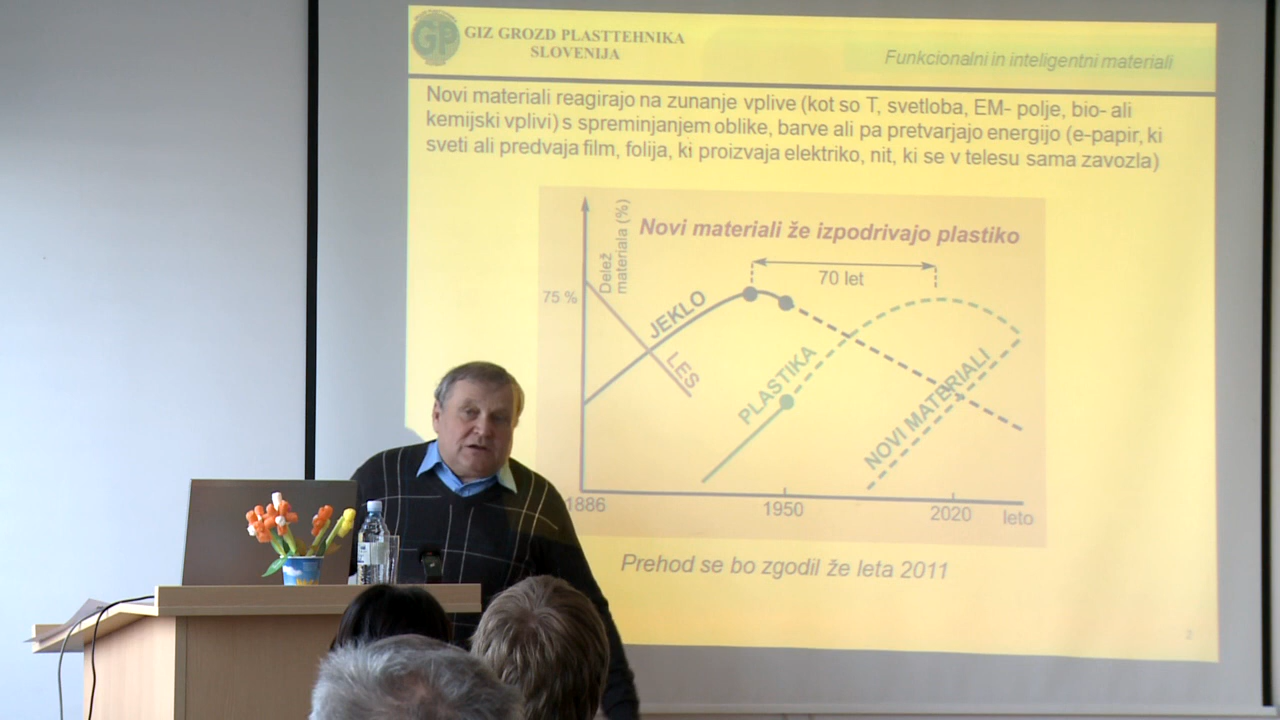 GP
GIZ GROZD PLASTTEHNIKA
SLOVENIJA
Funkcionalni in inteligentni materiali
Novi materiali reagirajo na zunanje vplive (kot so T, svetloba, EM- polje, bio- ali
kemijski vplivi) s spreminjanjem oblike, barve ali pa pretvarjajo energijo (e-papir, ki
sveti ali predvaja film, folija, ki proizvaja elektriko, nit, ki se v telesu sama zavozla)
Delež
materiala (%)
Novi materiali že izpodrivajo plastiko
70 let
75 %
JEKLO
LES
PLASTIKA
NOVI MATERIALI
1886
1950
2020
leto
Prehod se bo zgodil že leta 2011
2